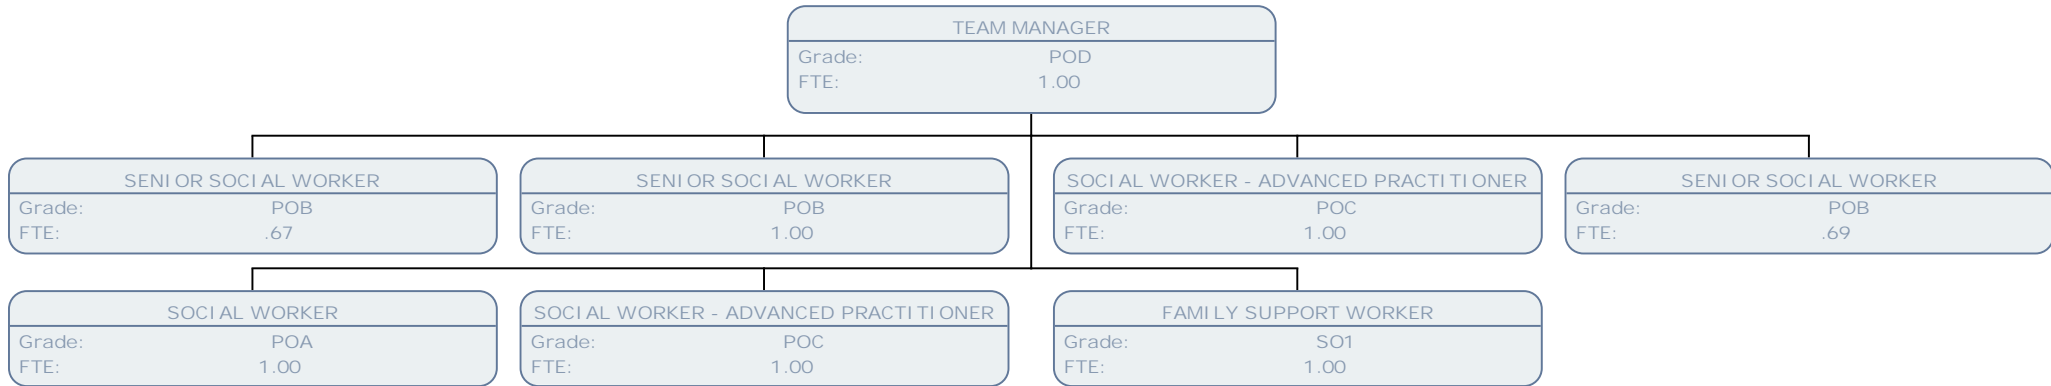 TEAM MANAGER
Grade: POD
FTE: 1.00
SENIOR SOCIAL WORKER
Grade: POB
FTE: .67
SENIOR SOCIAL WORKER
Grade: POB
FTE: 1.00
SOCIAL WORKER - ADVANCED PRACTITIONER
Grade: POC
FTE: 1.00
SENIOR SOCIAL WORKER
Grade: POB
FTE: .69
SOCIAL WORKER
Grade: POA
FTE: 1.00
SOCIAL WORKER - ADVANCED PRACTITIONER
Grade: POC
FTE: 1.00
FAMILY SUPPORT WORKER
Grade: SO1
FTE: 1.00